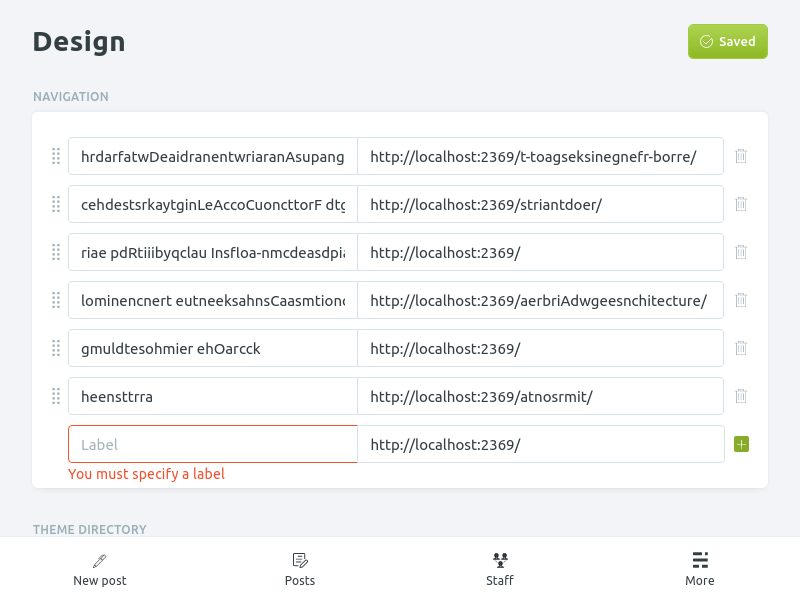 Design
Saved
NAVIGATION
hrdarfatwDeaidranentwriaranAsupang http://localhost:2369/t-toagseksinegnefr-borre/
cehdestsrkaytginLeAccoCuoncttorF dtg http://localhost:2369/striantdoer/
riae pdRtiiibyqclau Insfloa-nmcdeasdpia http://localhost:2369/
lominencnert eutneeksahnsCaasmtionc http://localhost:2369/aerbriAdwgeesnchitecture/
gmuldtesohmier ehOarcck http://localhost:2369/
heensttrra http://localhost:2369/atnosrmit/
Label http://localhost:2369/
You must specify a label
THEME DIRECTORY
New post Posts Staff More